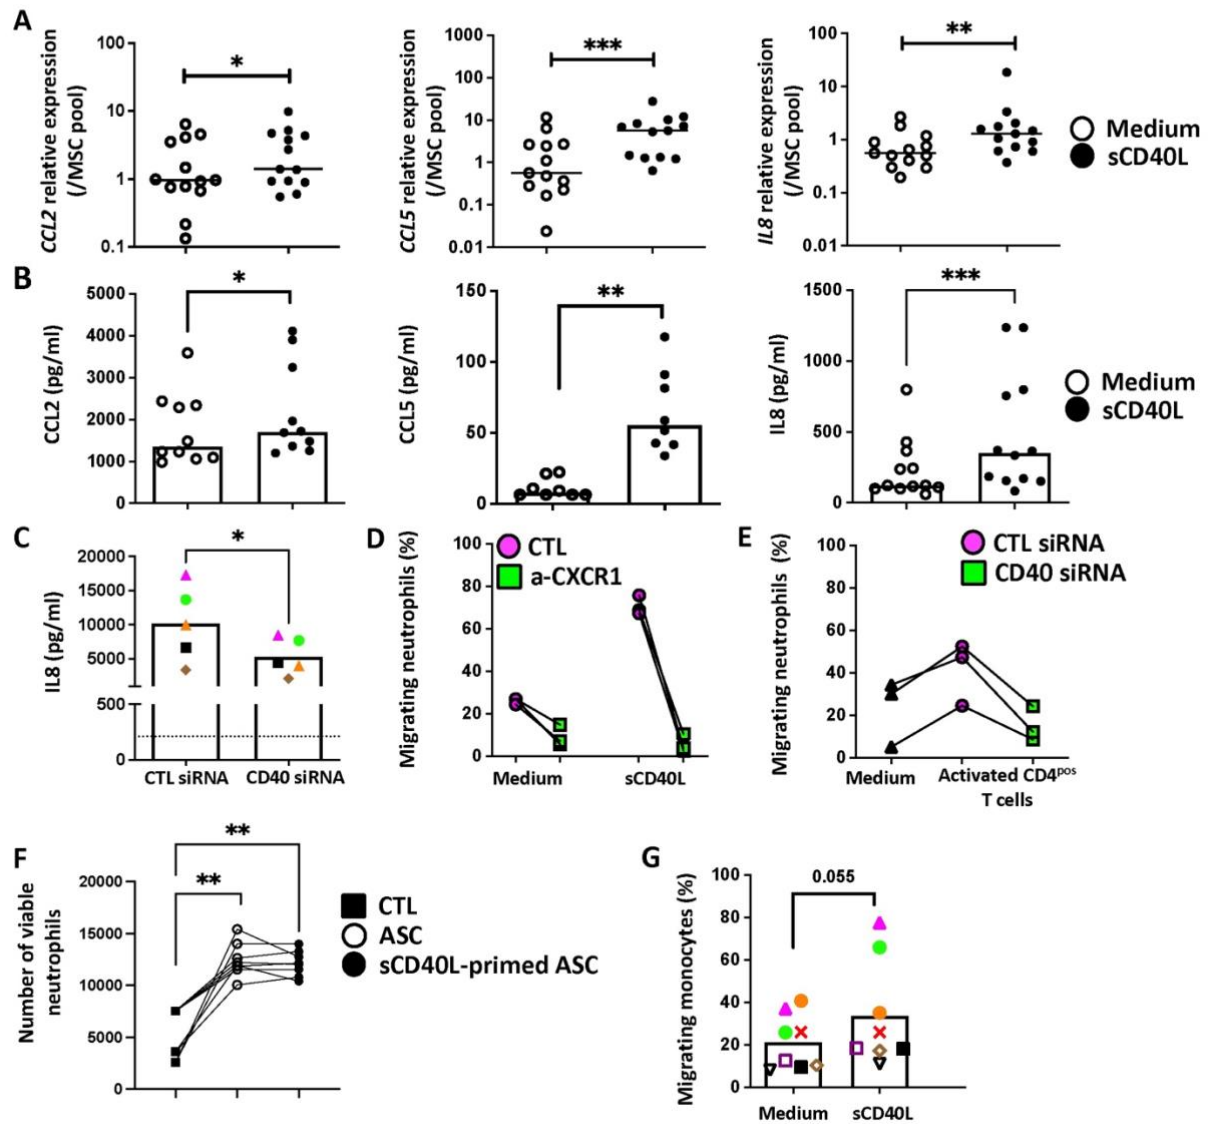 A
CCL2 relative expression
(/MSC pool)
100
10
1
0.1
*
CCL5 relative expression
(/MSC pool)
1000
100
10
1
0.1
0.01
***
IL8 relative expression
(/MSC pool)
100
10
1
0.1
0.01
**
Medium
sCD40L
B
CCL2 (pg/ml)
5000
4000
3000
2000
1000
0
*
CCL5 (pg/ml)
150
100
50
0
**
IL8 (pg/ml)
1500
1000
500
0
***
Medium
sCD40L
C
IL8 (pg/ml)
20000
15000
10000
5000
500
0
*
CTL siRNA
CD40 siRNA
D
Migrating neutrophils (%)
100
80
60
40
20
0
CTL
a-CXCR1
Medium
sCD40L
E
Migrating neutrophils (%)
100
80
60
40
20
0
CTL siRNA
CD40 siRNA
Medium
Activated CD4pos
T cells
F
Number of viable
neutrophils
20000
15000
10000
5000
0
**
**
CTL
ASC
sCD40L-primed ASC
G
Migrating monocytes (%)
100
80
60
40
20
0
0.055
Medium
sCD40L